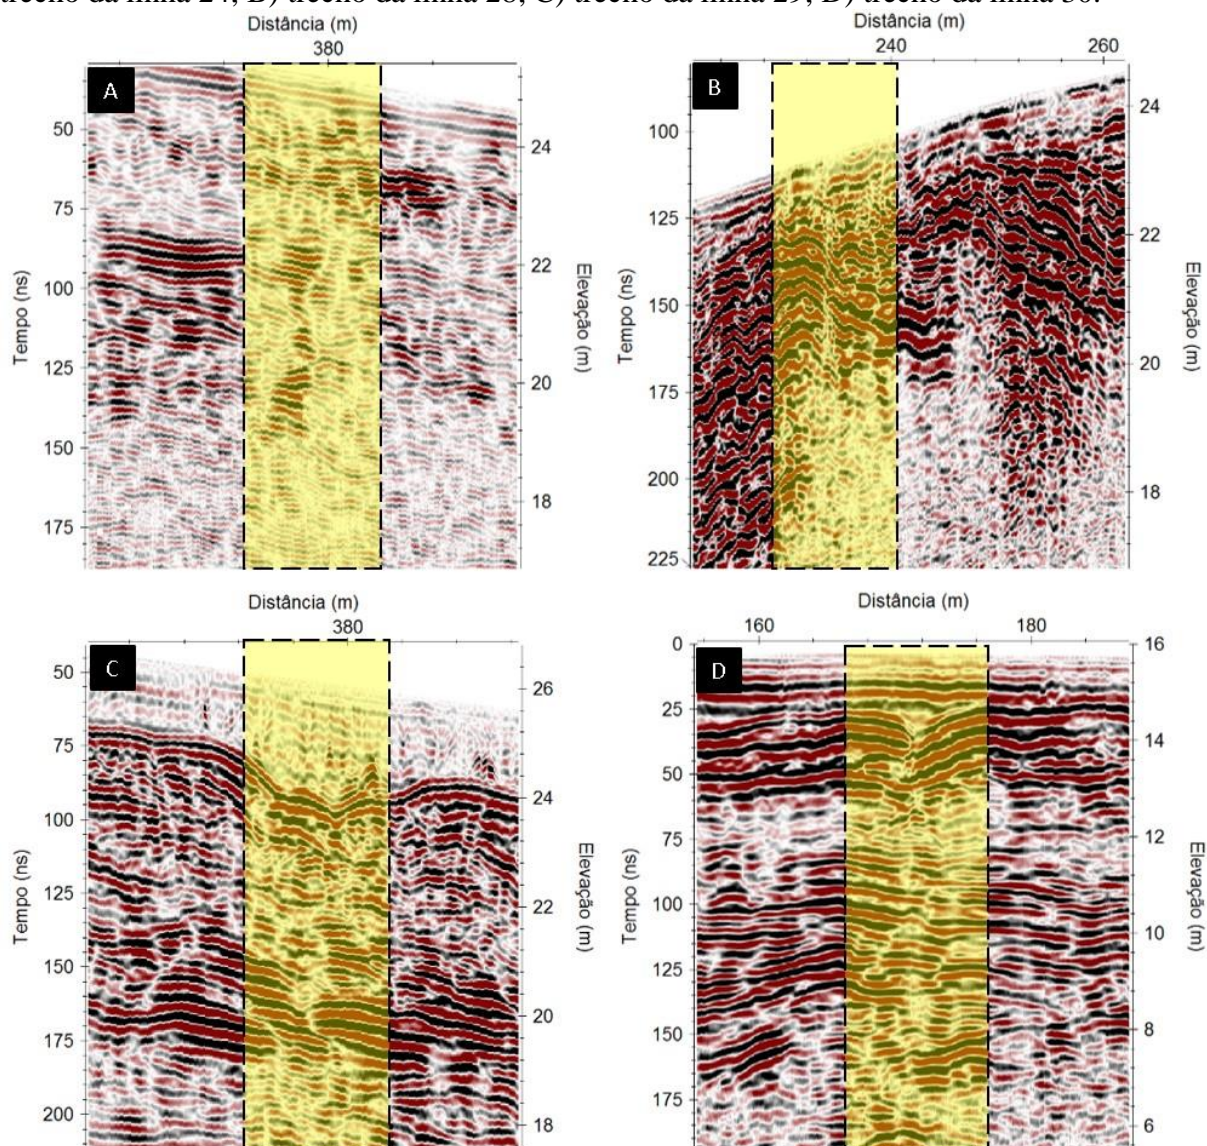 trecho da linha 24; B) trecho da linha 28; C) trecho da linha 29; D) trecho da linha 30.
Distância (m)
380
A
50
75
100
125
150
175
Tempo (ns)
24
22
20
18
Elevação (m)
Distância (m)
240 260
B
100
125
150
175
200
225
Tempo (ns)
24
22
20
18
Elevação (m)
Distância (m)
380
C
50
75
100
125
150
175
200
Tempo (ns)
26
24
22
20
18
Elevação (m)
Distância (m)
160 180
D
0
25
50
75
100
125
150
175
Tempo (ns)
16
14
12
10
8
6
Elevação (m)